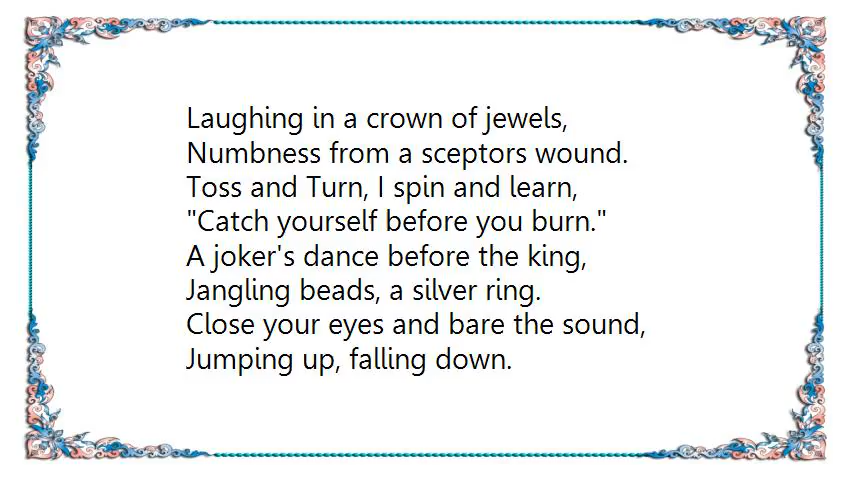 Laughing in a crown of jewels,
Numbness from a sceptors wound.
Toss and Turn, I spin and learn,
"Catch yourself before you burn."
A joker's dance before the king,
Jangling beads, a silver ring.
Close your eyes and bare the sound,
Jumping up, falling down.